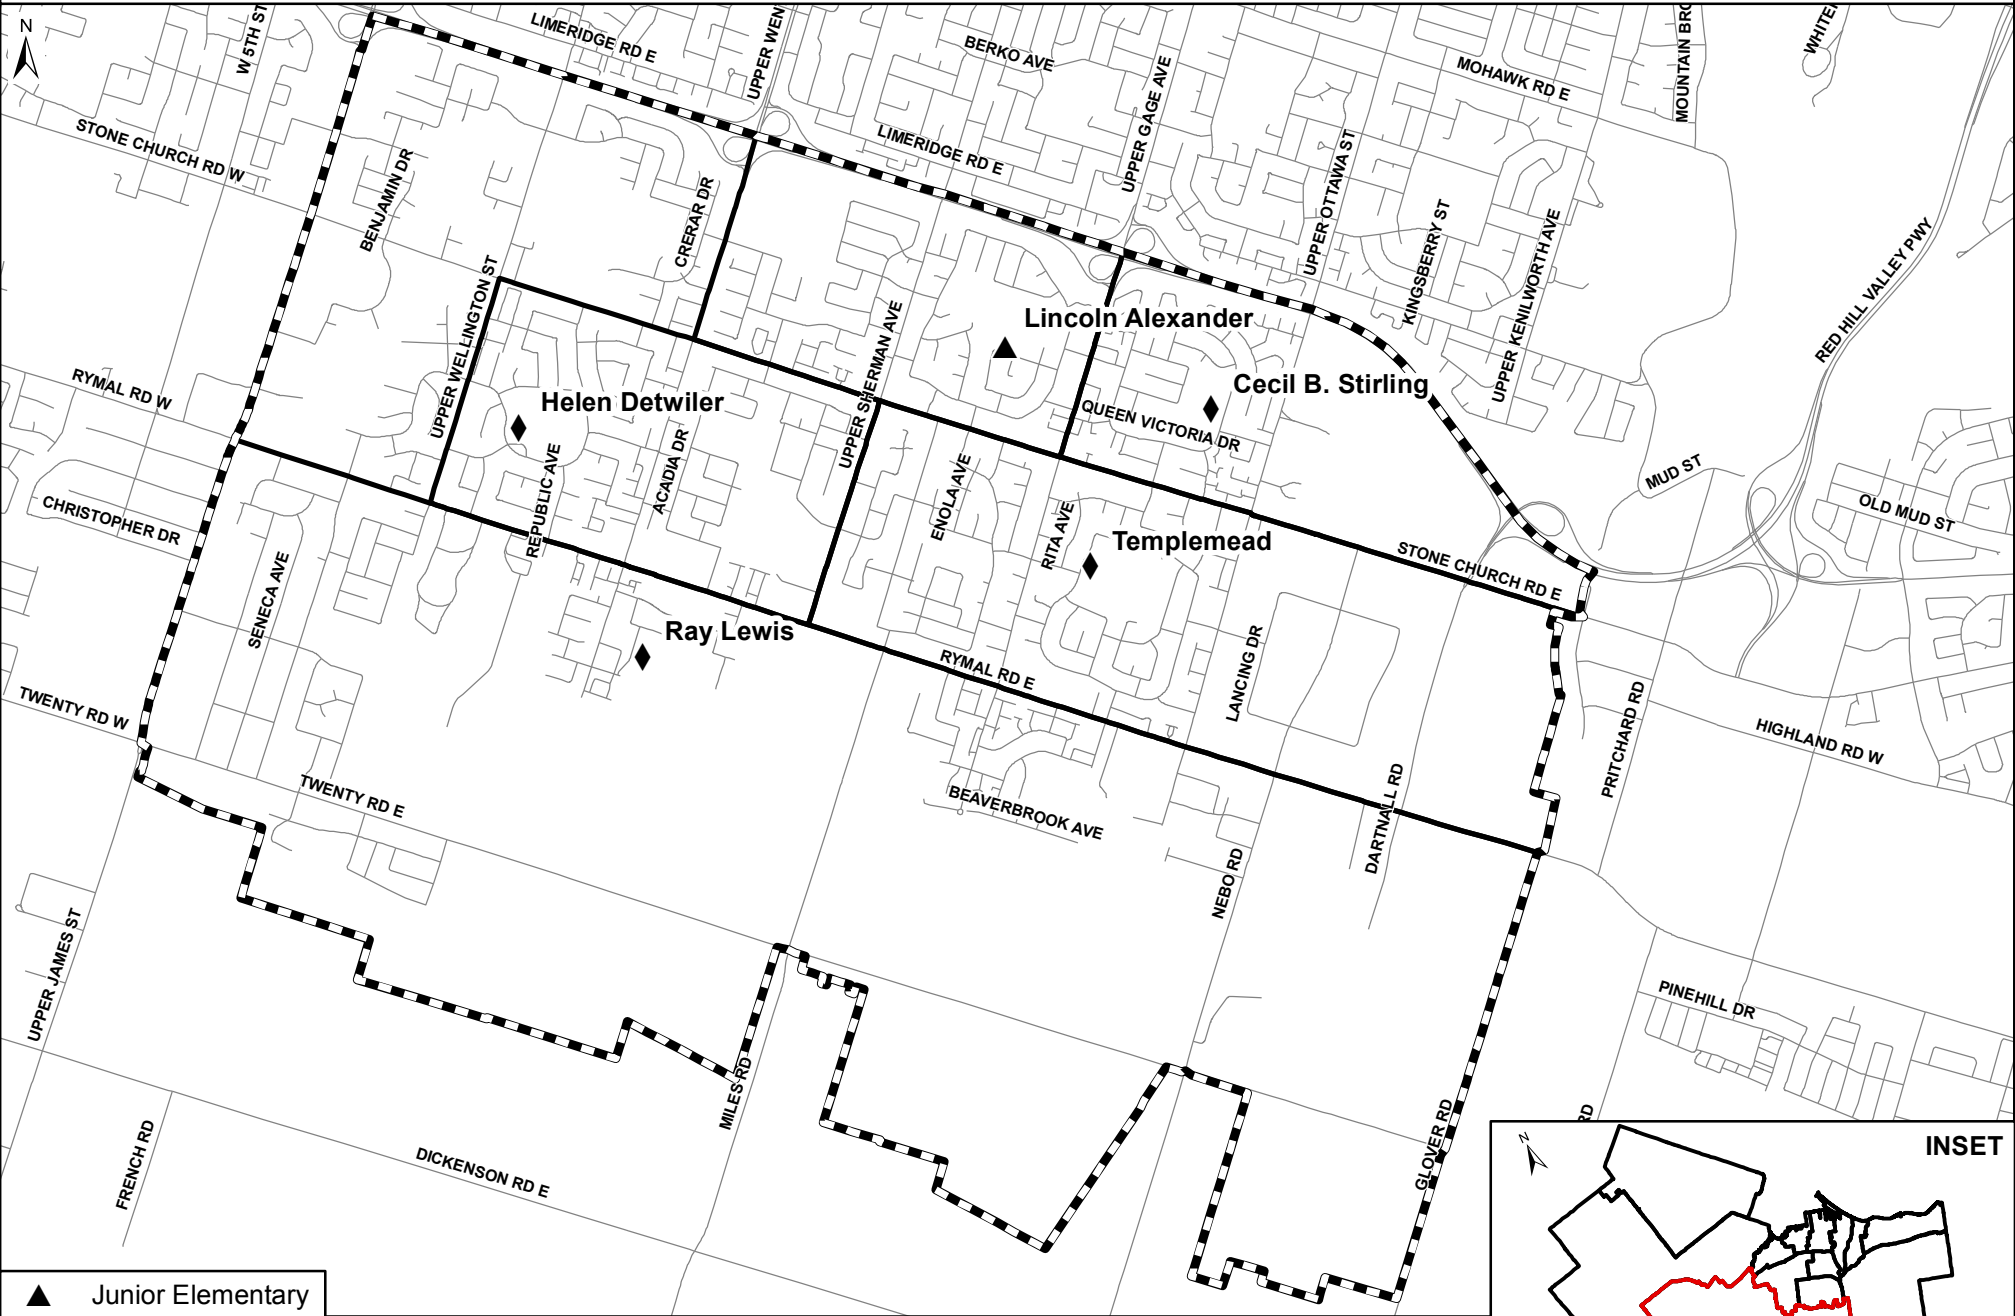 N
W 5TH ST
LIMERIDGE RD E
UPPER WEN
BERKO AVE
UPPER GAGE AVE
MOHAWK RD E
MOUNTAIN BRO
WHITE
STONE CHURCH RD W
BENJAMIN DR
CRERAR DR
LIMERIDGE RD E
UPPER OTTAWA ST
KINGSBERRY ST
UPPER KENILWORTH AVE
RED HILL VALLEY PWY
UPPER WELLINGTON ST
UPPER SHERMAN AVE
Lincoln Alexander
RYMAL RD W
Helen Detwiler
Cecil B. Stirling
QUEEN VICTORIA DR
REPUBLIC AVE
ACADIA DR
ENOLA AVE
RITA AVE
MUD ST
OLD MUD ST
CHRISTOPHER DR
Templemead
STONE CHURCH RD E
SENECA AVE
Ray Lewis
RYMAL RD E
LANCING DR
PRITCHARD RD
HIGHLAND RD W
TWENTY RD W
TWENTY RD E
BEAVERBROOK AVE
DARTNALL RD
NEBO RD
UPPER JAMES ST
PINEHILL DR
MILES RD
GLOVER RD
RD
FRENCH RD
DICKENSON RD E
N
INSET
Junior Elementary